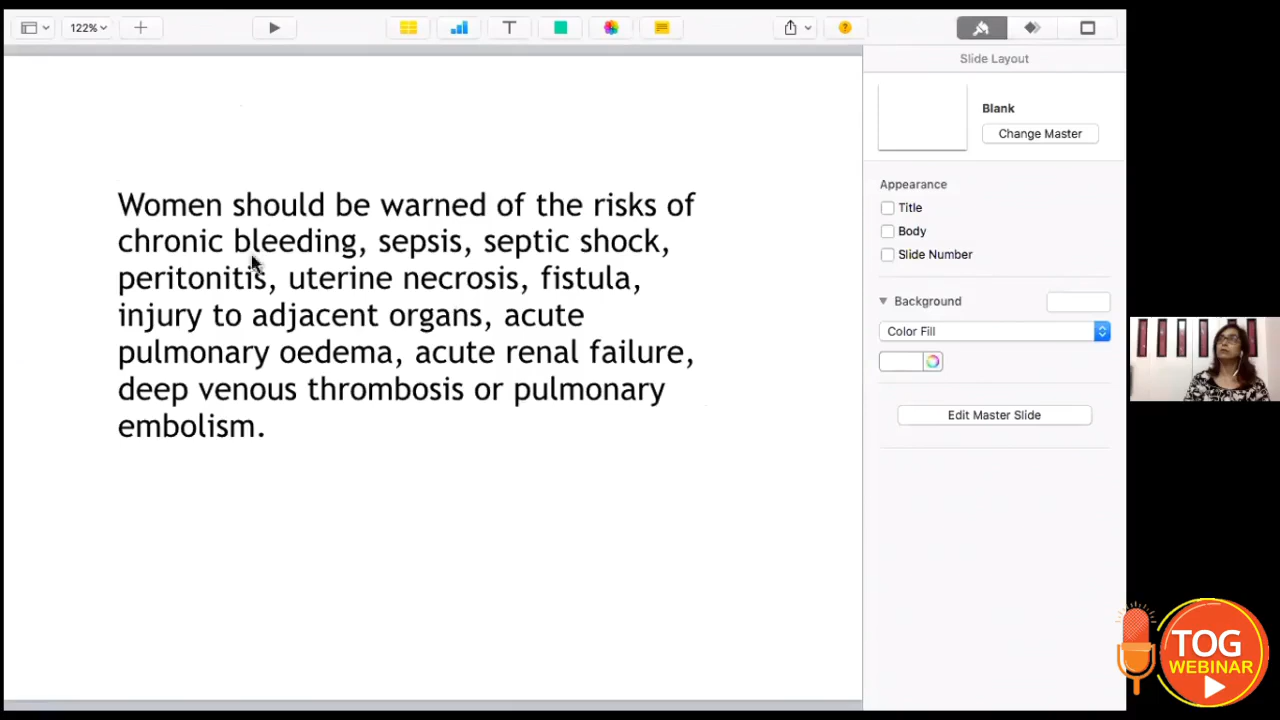 122%
Slide Layout
Blank
Change Master
Appearance
Title
Body
Slide Number
Background
Color Fill
Edit Master Slide
Women should be warned of the risks of
chronic bleeding, sepsis, septic shock,
peritonitis, uterine necrosis, fistula,
injury to adjacent organs, acute
pulmonary oedema, acute renal failure,
deep venous thrombosis or pulmonary
embolism.
TOG
WEBINAR